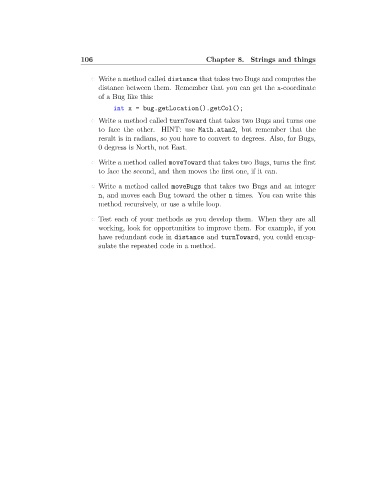 106 Chapter 8. Strings and things
Write a method called distance that takes two Bugs and computes the
distance between them. Remember that you can get the x-coordinate
of a Bug like this:
int x = bug.getLocation().getCol();
Write a method called turnToward that takes two Bugs and turns one
to face the other. HINT: use Math.atan2, but remember that the
result is in radians, so you have to convert to degrees. Also, for Bugs,
0 degress is North, not East.
Write a method called moveToward that takes two Bugs, turns the first
to face the second, and then moves the first one, if it can.
Write a method called moveBugs that takes two Bugs and an integer
n, and moves each Bug toward the other n times. You can write this
method recursively, or use a while loop.
Test each of your methods as you develop them. When they are all
working, look for opportunities to improve them. For example, if you
have redundant code in distance and turnToward, you could encap-
sulate the repeated code in a method.